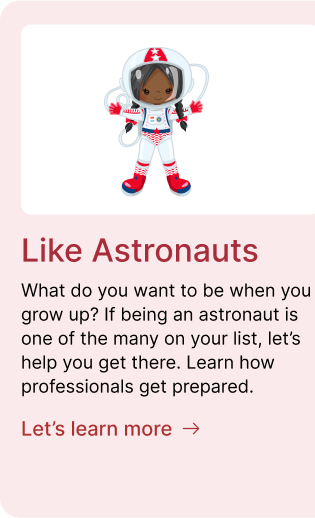 Like Astronauts
What do you want to be when you
grow up? If being an astronaut is
one of the many on your list, let’s
help you get there. Learn how
professionals get prepared.
Let’s learn more →